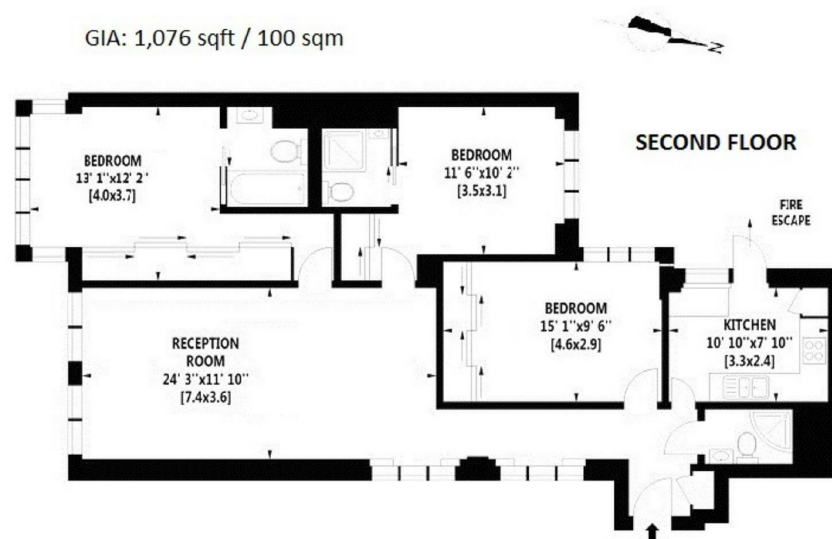 GIA: 1,076 sqft / 100 sqm
N
SECOND FLOOR
BEDROOM
13' 1''x12' 2'
[4.0x3.7]
BEDROOM
11' 6''x10' 2''
[3.5x3.1]
FIRE
ESCAPE
BEDROOM
15' 1''x9' 6''
[4.6x2.9]
KITCHEN
10' 10''x7' 10''
[3.3x2.4]
RECEPTION
ROOM
24' 3''x11' 10''
[7.4x3.6]